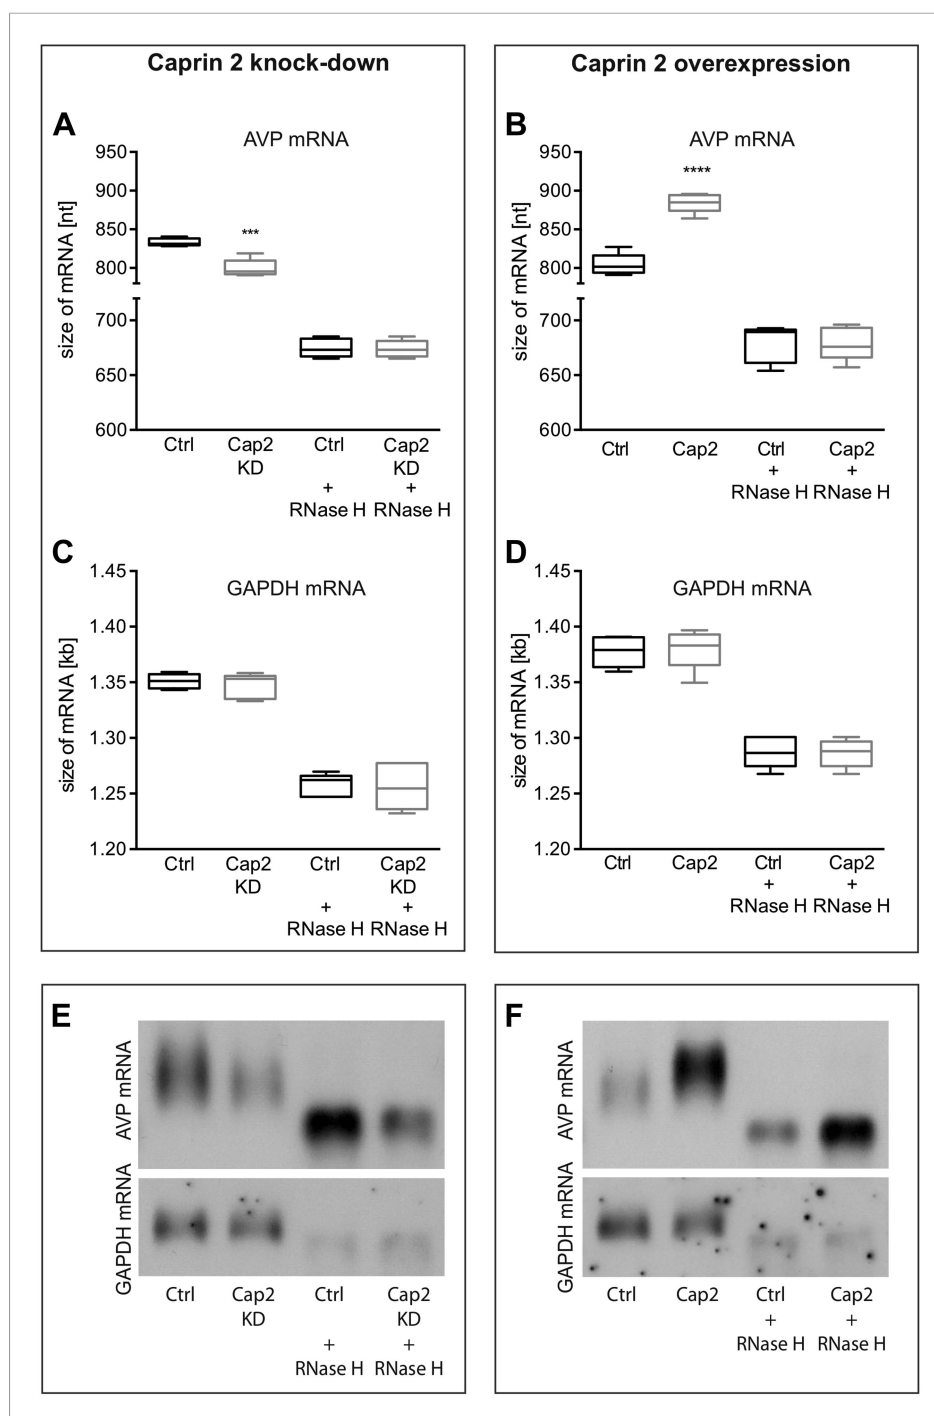 Caprin 2 knock-down
A
AVP mRNA
size of mRNA [nt]
950
900
850
800
700
650
600
***
Ctrl
Cap2
KD
Ctrl
+
RNase H
Cap2
KD
+
RNase H
C
GAPDH mRNA
size of mRNA [kb]
1.45
1.40
1.35
1.30
1.25
1.20
Ctrl
Cap2
KD
Ctrl
+
RNase H
Cap2
KD
+
RNase H
Caprin 2 overexpression
B
AVP mRNA
size of mRNA [nt]
950
900
850
800
700
650
600
****
Ctrl
Cap2
Ctrl
+
RNase H
Cap2
+
RNase H
D
GAPDH mRNA
size of mRNA [kb]
1.45
1.40
1.35
1.30
1.25
1.20
Ctrl
Cap2
Ctrl
+
RNase H
Cap2
+
RNase H
E
AVP mRNA
GAPDH mRNA
Ctrl
Cap2
KD
Ctrl
+
RNase H
Cap2
KD
+
RNase H
F
AVP mRNA
GAPDH mRNA
Ctrl
Cap2
Ctrl
+
RNase H
Cap2
+
RNase H